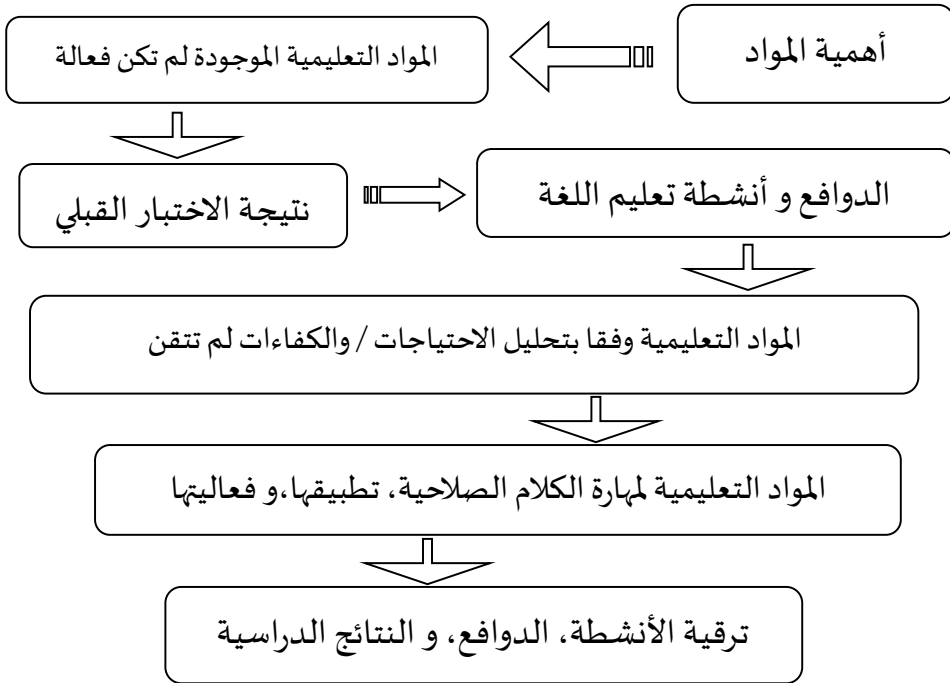 أهمية المواد
المواد التعليمية الموجودة لم تكن فعالة
نتيجة الاختبار القبلي
الدوافع و أنشطة تعليم اللغة
المواد التعليمية وفقا بتحليل الاحتياجات / والكفاءات لم تتقن
المواد التعليمية لمهارة الكلام الصلاحية، تطبيقها،و فعاليتها
ترقية الأنشطة، الدوافع، و النتائج الدراسية